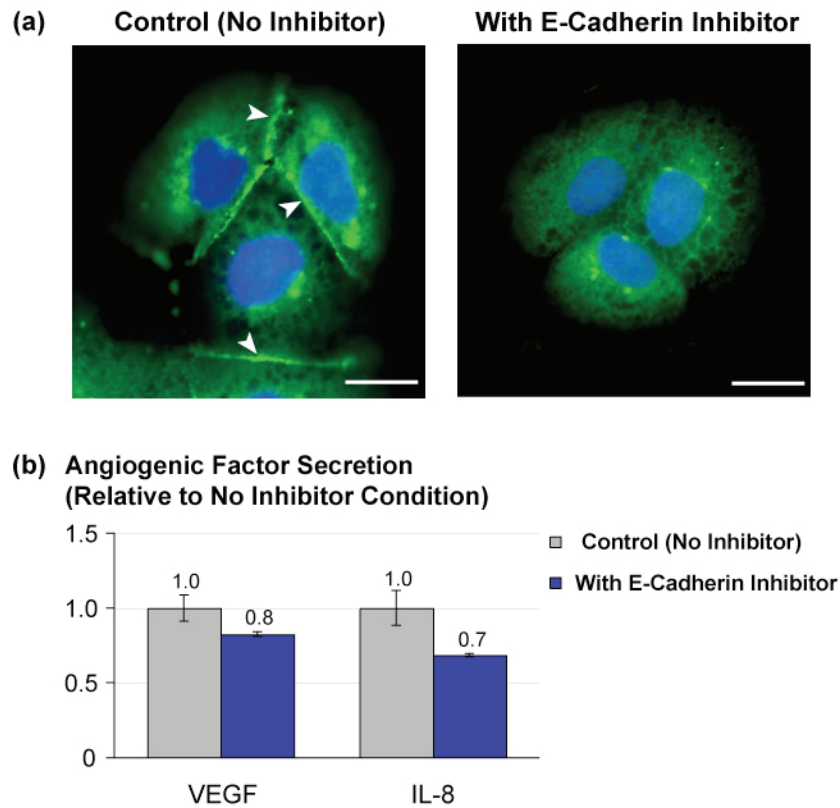 (a) Control (No Inhibitor) With E-Cadherin Inhibitor
(b) Angiogenic Factor Secretion
(Relative to No Inhibitor Condition)
1.5
1.0
0.5
0
1.0
0.8
1.0
0.7
VEGF
IL-8
Control (No Inhibitor)
With E-Cadherin Inhibitor